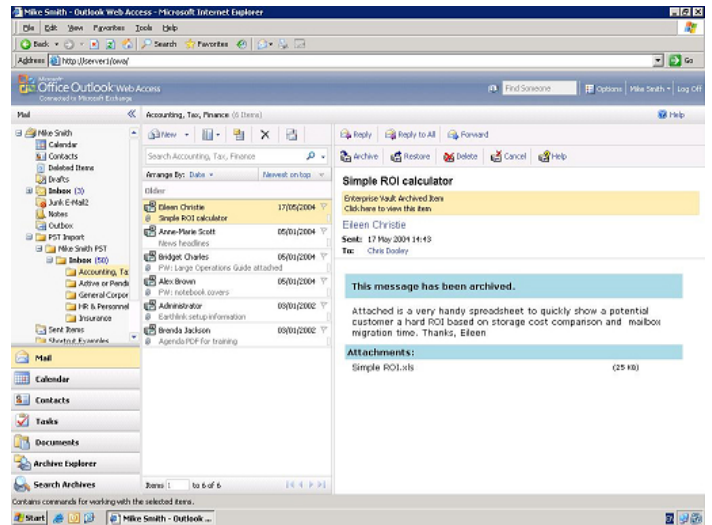 Mike Smith - Outlook Web Access - Microsoft Internet Explorer
File Edit View Favorites Tools Help
Back Search Favorites
Address http://server1/owa/ Go
Microsoft
Office Outlook Web Access
Connected to Microsoft Exchange
Find Someone Options Mike Smith Log Off
Mail
Mike Smith
Calendar
Contacts
Deleted Items
Drafts
Inbox (3)
Junk E-Mail2
Notes
Outbox
PST Import
Mike Smith PST
Inbox (50)
Accounting, Ta
Active or Pendi
General Corpor
HR & Personnel
Insurance
Sent Items
Shortcut Examples
Mail
Calendar
Contacts
Tasks
Documents
Archive Explorer
Search Archives
Accounting, Tax, Finance (6 Items) Help
New
Search Accounting, Tax, Finance
Arrange By: Date Newest on top
Older
Eileen Christie 17/05/2004
Simple ROI calculator
Anne-Marie Scott 05/01/2004
News headlines
Bridget Charles 05/01/2004
FW: Large Operations Guide attached
Alex Brown 05/01/2004
FW: notebook covers
Administrator 03/01/2002
Earthlink setup information
Brenda Jackson 03/01/2002
Agenda PDF for training
Items 1 to 6 of 6
Reply Reply to All Forward
Archive Restore Delete Cancel Help
Simple ROI calculator
Enterprise Vault Archived Item
Click here to view this item
Eileen Christie
Sent: 17 May 2004 14:43
To: Chris Dooley
This message has been archived.
Attached is a very handy spreadsheet to quickly show a potential
customer a hard ROI based on storage cost comparison and mailbox
migration time. Thanks, Eileen
Attachments:
Simple ROI.xls (25 KB)
Contains commands for working with the selected items.
Start Mike Smith - Outlook ...